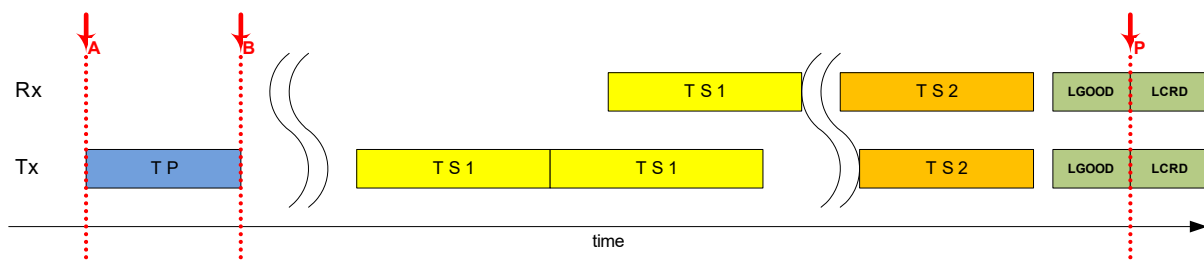 A B P
Rx T S 1 T S 2 LGOOD LCRD
Tx T P T S 1 T S 1 T S 2 LGOOD LCRD
time